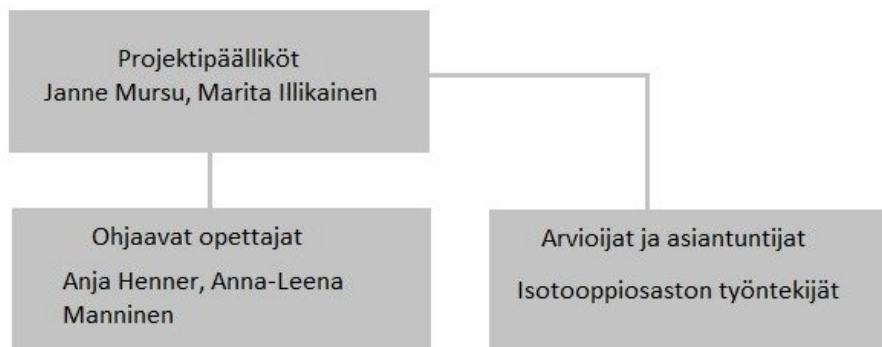 Projektipäälliköt
Janne Mursu, Marita Illikainen
Ohjaavat opettajat
Anja Henner, Anna-Leena
Manninen
Arvioijat ja asiantuntijat
Isotooppiosaston työntekijät